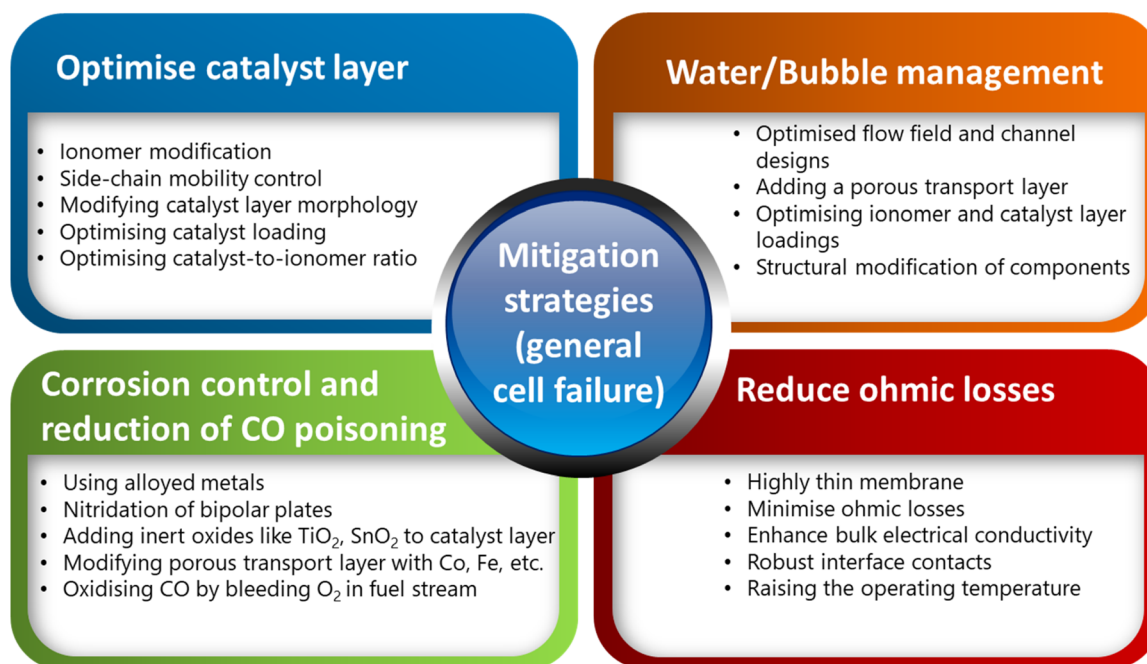 Optimise catalyst layer
• Ionomer modification
• Side-chain mobility control
• Modifying catalyst layer morphology
• Optimising catalyst loading
• Optimising catalyst-to-ionomer ratio
Water/Bubble management
• Optimised flow field and channel
designs
• Adding a porous transport layer
• Optimising ionomer and catalyst layer
loadings
• Structural modification of components
Mitigation
strategies
(general
cell failure)
Corrosion control and
reduction of CO poisoning
• Using alloyed metals
• Nitridation of bipolar plates
• Adding inert oxides like TiO₂, SnO₂ to catalyst layer
• Modifying porous transport layer with Co, Fe, etc.
• Oxidising CO by bleeding O₂ in fuel stream
Reduce ohmic losses
• Highly thin membrane
• Minimise ohmic losses
• Enhance bulk electrical conductivity
• Robust interface contacts
• Raising the operating temperature